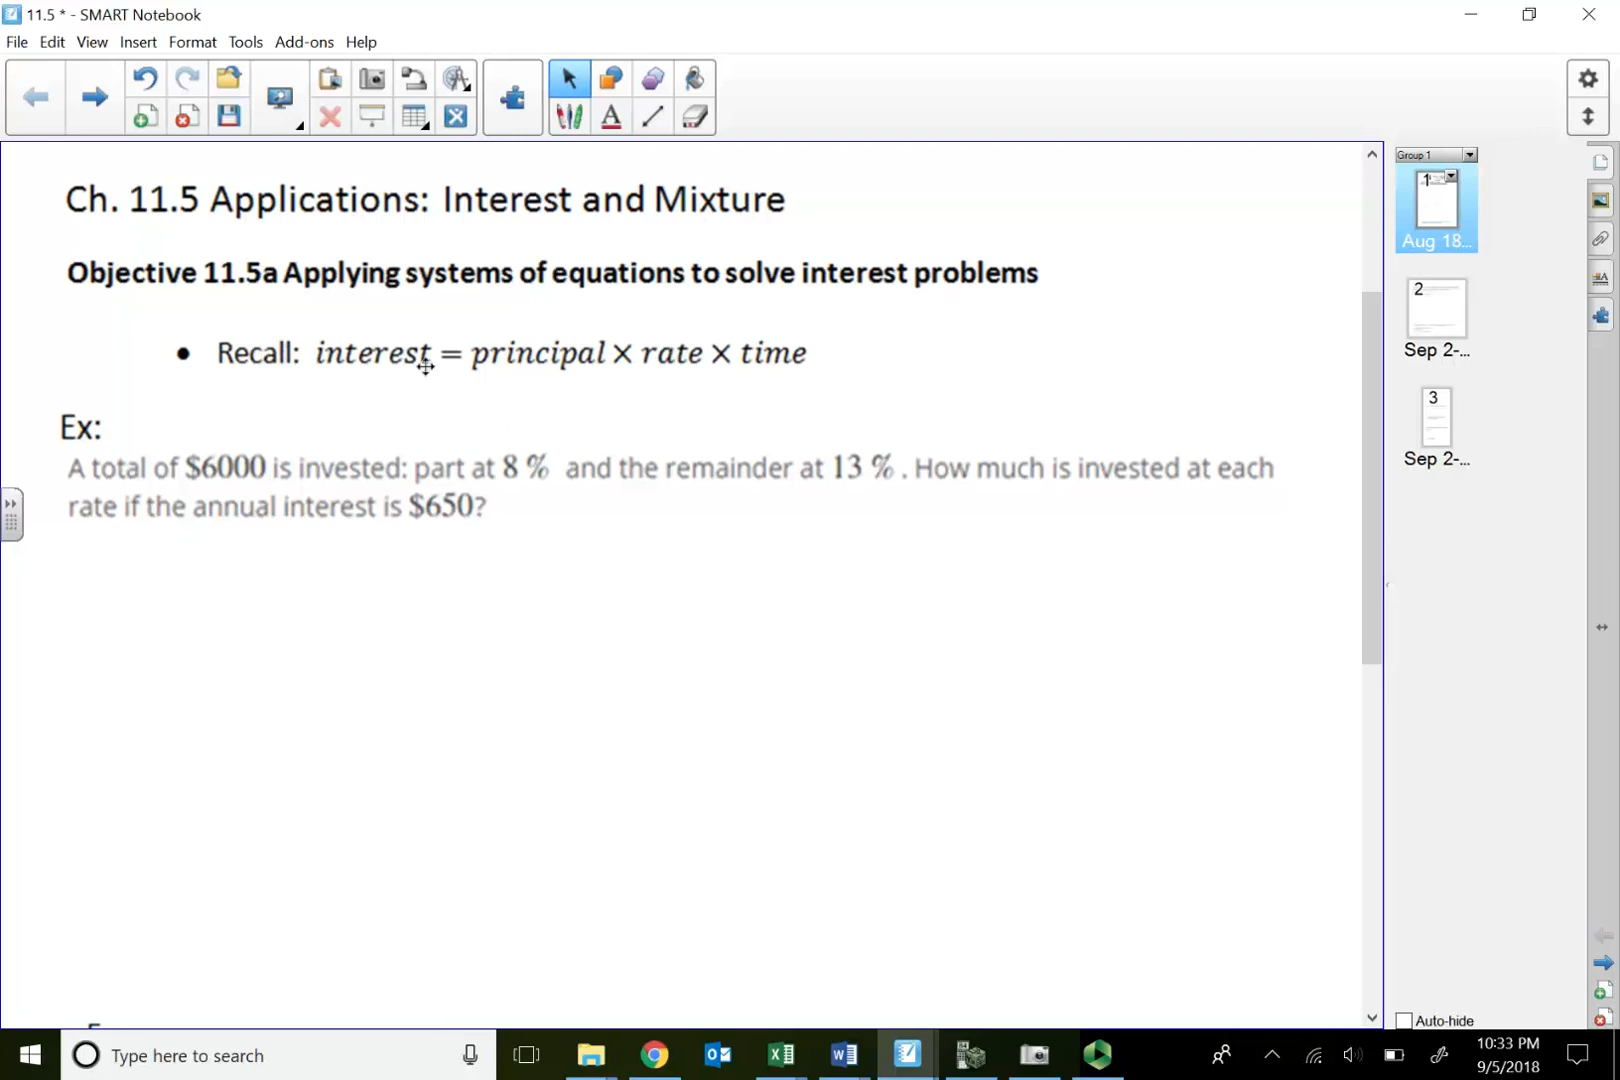 11.5 * - SMART Notebook
File Edit View Insert Format Tools Add-ons Help
Ch. 11.5 Applications: Interest and Mixture
Objective 11.5a Applying systems of equations to solve interest problems
• Recall: interest = principal × rate × time
Ex:
A total of $6000 is invested: part at 8 % and the remainder at 13 % . How much is invested at each
rate if the annual interest is $650?
Group 1
1
Aug 18...
2
Sep 2-...
3
Sep 2-...
Auto-hide
Type here to search
10:33 PM
9/5/2018